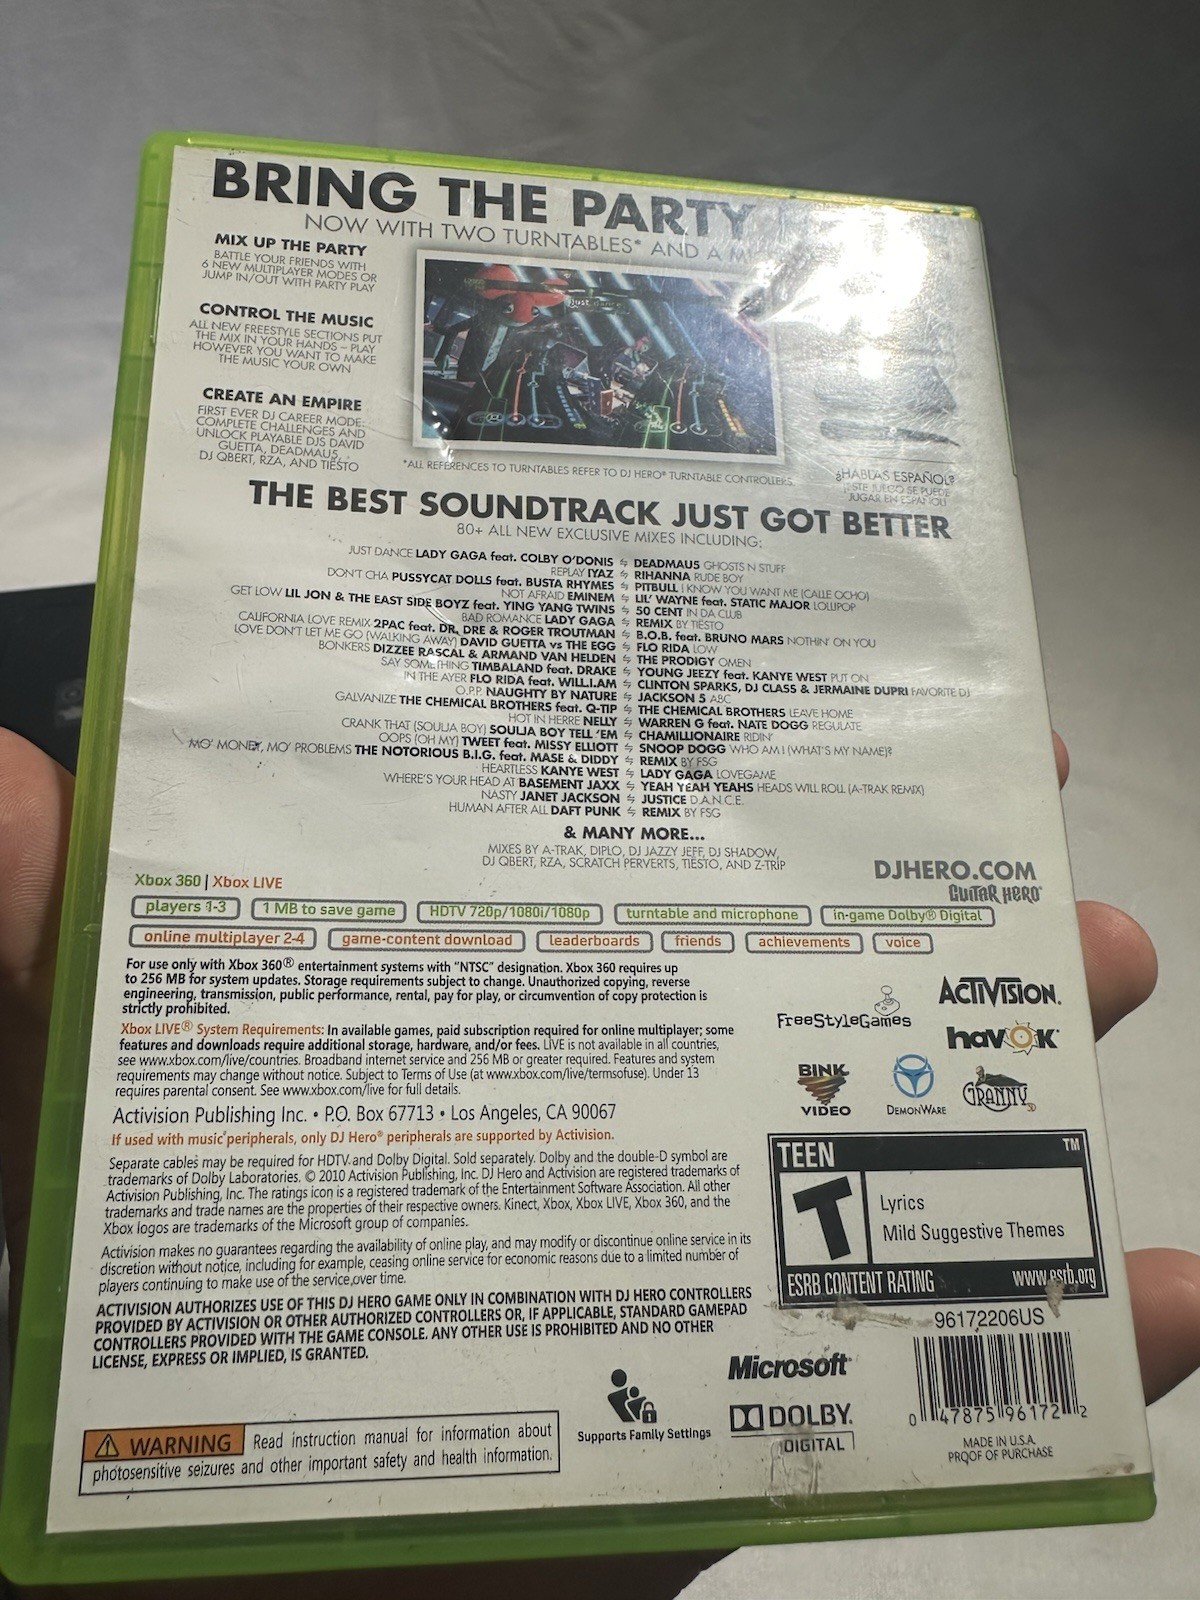 BRING THE PARTY
NOW WITH TWO TURNTABLES* AND A
MIX UP THE PARTY
BATTLE YOUR FRIENDS WITH
6 NEW MULTIPLAYER MODES OR
JUMP IN/OUT WITH PARTY PLAY
CONTROL THE MUSIC
ALL NEW FREESTYLE SECTIONS PUT
THE MIX IN YOUR HANDS – PLAY
HOWEVER YOU WANT TO MAKE
THE MUSIC YOUR OWN
CREATE AN EMPIRE
FIRST EVER DJ CAREER MODE.
COMPLETE CHALLENGES AND
UNLOCK PLAYABLE DJS DAVID
GUETTA, DEADMAU5,
DJ QBERT, RZA, AND TIËSTO
just dance
*ALL REFERENCES TO TURNTABLES REFER TO DJ HERO® TURNTABLE CONTROLLERS.
¿HABLAS ESPAÑOL?
¡ESTE JUEGO SE PUEDE
JUGAR EN ESPAÑOL!
THE BEST SOUNDTRACK JUST GOT BETTER
80+ ALL NEW EXCLUSIVE MIXES INCLUDING:
JUST DANCE LADY GAGA feat. COLBY O'DONIS ⇋ DEADMAU5 GHOSTS N STUFF
REPLAY IYAZ ⇋ RIHANNA RUDE BOY
DON'T CHA PUSSYCAT DOLLS feat. BUSTA RHYMES ⇋ PITBULL I KNOW YOU WANT ME (CALLE OCHO)
NOT AFRAID EMINEM ⇋ LIL' WAYNE feat. STATIC MAJOR LOLLIPOP
GET LOW LIL JON & THE EAST SIDE BOYZ feat. YING YANG TWINS ⇋ 50 CENT IN DA CLUB
BAD ROMANCE LADY GAGA ⇋ REMIX BY TIËSTO
CALIFORNIA LOVE REMIX 2PAC feat. DR. DRE & ROGER TROUTMAN ⇋ B.O.B. feat. BRUNO MARS NOTHIN' ON YOU
LOVE DON'T LET ME GO (WALKING AWAY) DAVID GUETTA vs THE EGG ⇋ FLO RIDA LOW
BONKERS DIZZEE RASCAL & ARMAND VAN HELDEN ⇋ THE PRODIGY OMEN
SAY SOMETHING TIMBALAND feat. DRAKE ⇋ YOUNG JEEZY feat. KANYE WEST PUT ON
IN THE AYER FLO RIDA feat. WILL.I.AM ⇋ CLINTON SPARKS, DJ CLASS & JERMAINE DUPRI FAVORITE DJ
O.P.P. NAUGHTY BY NATURE ⇋ JACKSON 5 ABC
GALVANIZE THE CHEMICAL BROTHERS feat. Q-TIP ⇋ THE CHEMICAL BROTHERS LEAVE HOME
HOT IN HERRE NELLY ⇋ WARREN G feat. NATE DOGG REGULATE
CRANK THAT (SOULJA BOY) SOULJA BOY TELL 'EM ⇋ CHAMILLIONAIRE RIDIN'
OOPS (OH MY) TWEET feat. MISSY ELLIOTT ⇋ SNOOP DOGG WHO AM I (WHAT'S MY NAME)?
MO' MONEY, MO' PROBLEMS THE NOTORIOUS B.I.G. feat. MASE & DIDDY ⇋ REMIX BY FSG
HEARTLESS KANYE WEST ⇋ LADY GAGA LOVEGAME
WHERE'S YOUR HEAD AT BASEMENT JAXX ⇋ YEAH YEAH YEAHS HEADS WILL ROLL (A-TRAK REMIX)
NASTY JANET JACKSON ⇋ JUSTICE D.A.N.C.E.
HUMAN AFTER ALL DAFT PUNK ⇋ REMIX BY FSG
& MANY MORE...
MIXES BY A-TRAK, DIPLO, DJ JAZZY JEFF, DJ SHADOW,
DJ QBERT, RZA, SCRATCH PERVERTS, TIËSTO, AND Z-TRIP
DJHERO.COM
GUITAR HERO®
Xbox 360 | Xbox LIVE
players 1-3
1 MB to save game
HDTV 720p/1080i/1080p
turntable and microphone
in-game Dolby® Digital
online multiplayer 2-4
game-content download
leaderboards
friends
achievements
voice
For use only with Xbox 360® entertainment systems with "NTSC" designation. Xbox 360 requires up
to 256 MB for system updates. Storage requirements subject to change. Unauthorized copying, reverse
engineering, transmission, public performance, rental, pay for play, or circumvention of copy protection is
strictly prohibited.
Xbox LIVE® System Requirements: In available games, paid subscription required for online multiplayer; some
features and downloads require additional storage, hardware, and/or fees. LIVE is not available in all countries,
see www.xbox.com/live/countries. Broadband internet service and 256 MB or greater required. Features and system
requirements may change without notice. Subject to Terms of Use (at www.xbox.com/live/termsofuse). Under 13
requires parental consent. See www.xbox.com/live for full details.
Activision Publishing Inc. • P.O. Box 67713 • Los Angeles, CA 90067
If used with music peripherals, only DJ Hero® peripherals are supported by Activision.
Separate cables may be required for HDTV and Dolby Digital. Sold separately. Dolby and the double-D symbol are
trademarks of Dolby Laboratories. © 2010 Activision Publishing, Inc. DJ Hero and Activision are registered trademarks of
Activision Publishing, Inc. The ratings icon is a registered trademark of the Entertainment Software Association. All other
trademarks and trade names are the properties of their respective owners. Kinect, Xbox, Xbox LIVE, Xbox 360, and the
Xbox logos are trademarks of the Microsoft group of companies.
Activision makes no guarantees regarding the availability of online play, and may modify or discontinue online service in its
discretion without notice, including for example, ceasing online service for economic reasons due to a limited number of
players continuing to make use of the service over time.
ACTIVISION AUTHORIZES USE OF THIS DJ HERO GAME ONLY IN COMBINATION WITH DJ HERO CONTROLLERS
PROVIDED BY ACTIVISION OR OTHER AUTHORIZED CONTROLLERS OR, IF APPLICABLE, STANDARD GAMEPAD
CONTROLLERS PROVIDED WITH THE GAME CONSOLE. ANY OTHER USE IS PROHIBITED AND NO OTHER
LICENSE, EXPRESS OR IMPLIED, IS GRANTED.
FreeStyleGames
ACTIVISION.
havOK
BINK
VIDEO
DEMONWARE
GRANNY 3D
TEEN
TM
T
Lyrics
Mild Suggestive Themes
ESRB CONTENT RATING
www.esrb.org
96172206US
0 47875 96172 2
MADE IN U.S.A.
PROOF OF PURCHASE
WARNING Read instruction manual for information about
photosensitive seizures and other important safety and health information.
Supports Family Settings
Microsoft®
DOLBY.
DIGITAL